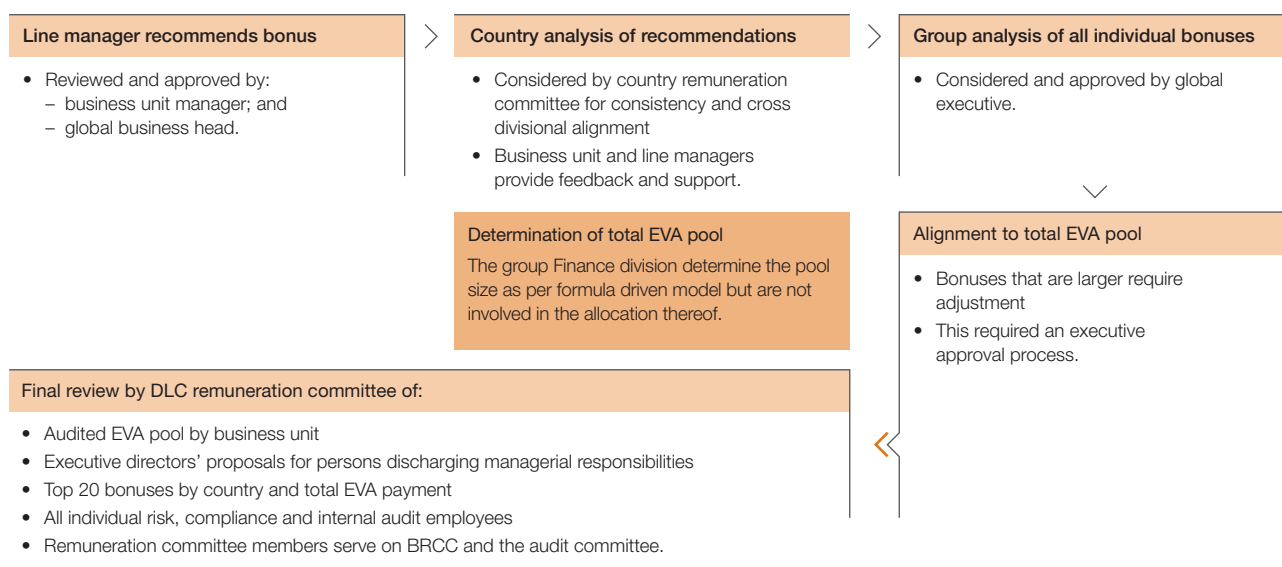 Line manager recommends bonus
• Reviewed and approved by:
– business unit manager; and
– global business head.
Country analysis of recommendations
• Considered by country remuneration
committee for consistency and cross
divisional alignment
• Business unit and line managers
provide feedback and support.
Group analysis of all individual bonuses
• Considered and approved by global
executive.
Determination of total EVA pool
The group Finance division determine the pool
size as per formula driven model but are not
involved in the allocation thereof.
Alignment to total EVA pool
• Bonuses that are larger require
adjustment
• This required an executive
approval process.
Final review by DLC remuneration committee of:
• Audited EVA pool by business unit
• Executive directors’ proposals for persons discharging managerial responsibilities
• Top 20 bonuses by country and total EVA payment
• All individual risk, compliance and internal audit employees
• Remuneration committee members serve on BRCC and the audit committee.